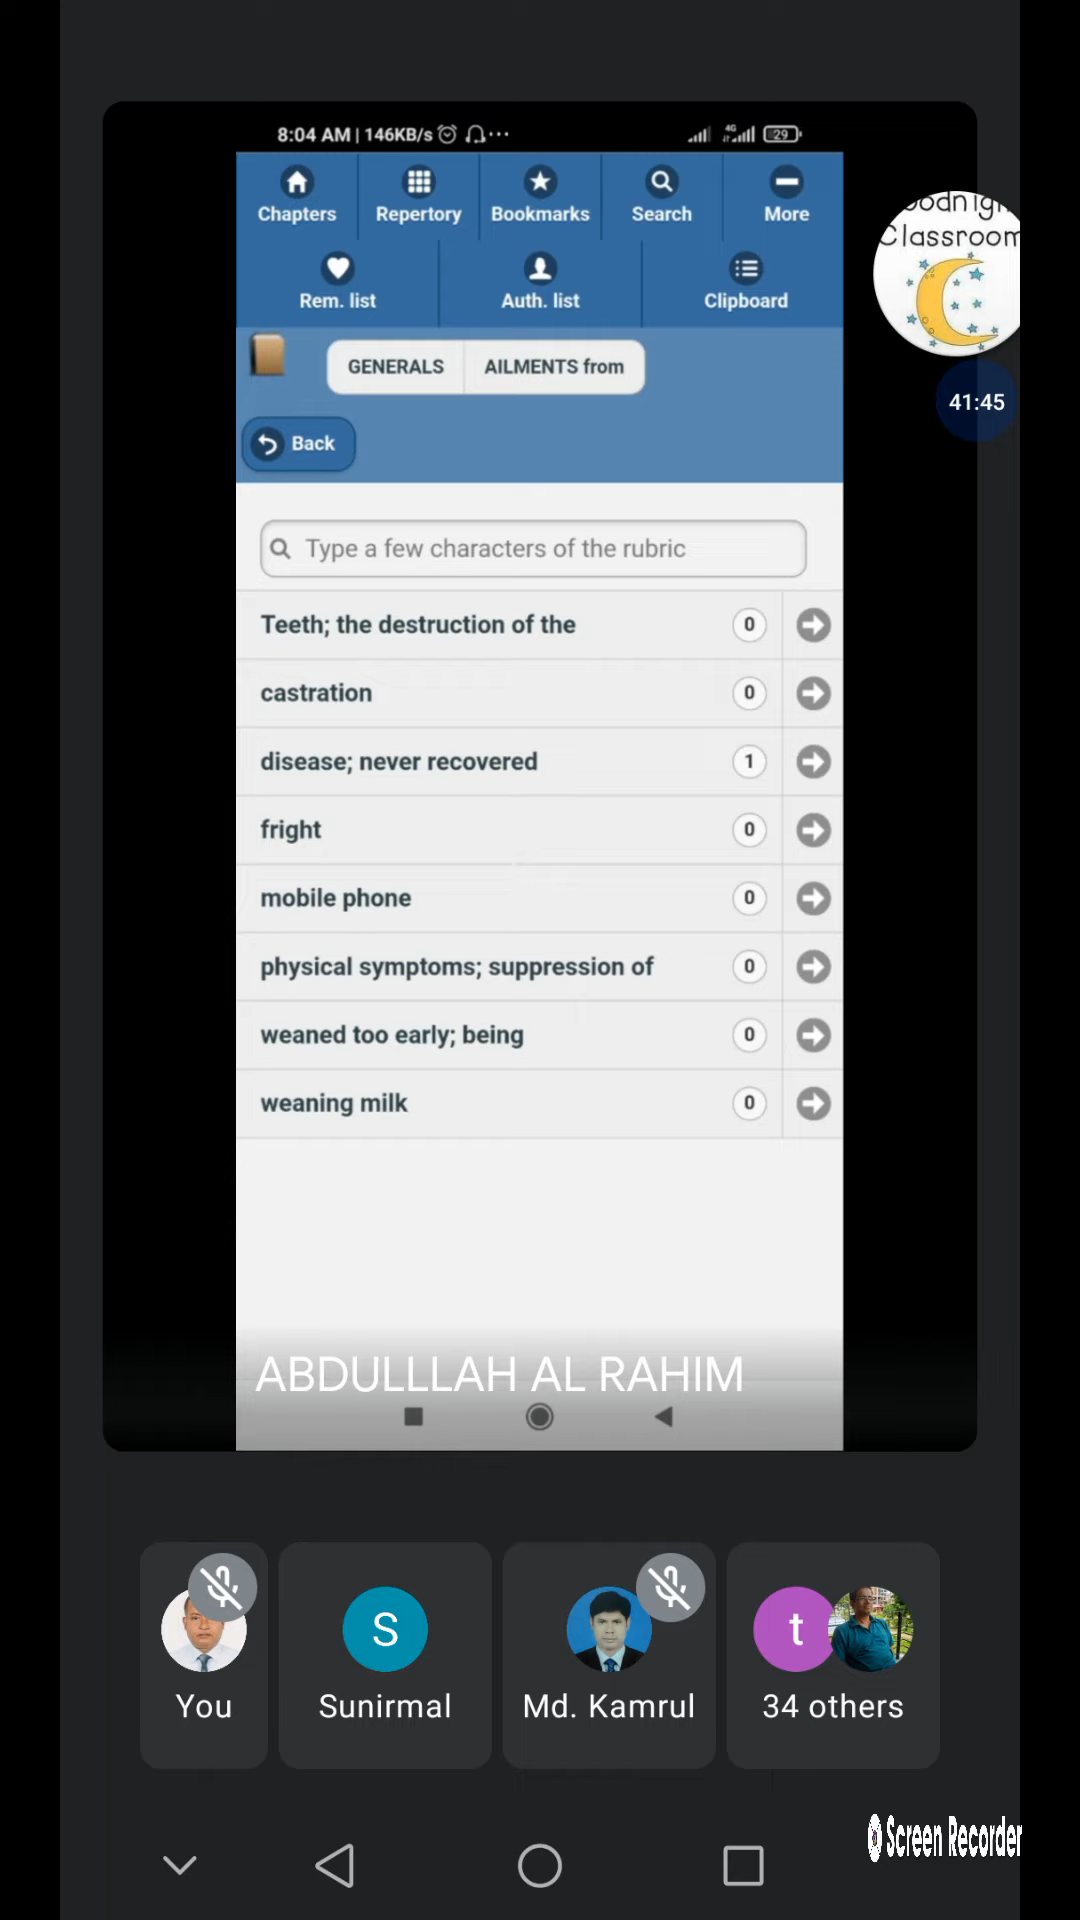 8:04 AM | 146KB/s
4G
29
Chapters
Repertory
Bookmarks
Search
More
Rem. list
Auth. list
Clipboard
Classroom
GENERALS
AILMENTS from
41:45
Back
Type a few characters of the rubric
Teeth; the destruction of the 0
castration 0
disease; never recovered 1
fright 0
mobile phone 0
physical symptoms; suppression of 0
weaned too early; being 0
weaning milk 0
ABDULLLAH AL RAHIM
S
t
You
Sunirmal
Md. Kamrul
34 others
Screen Recorder